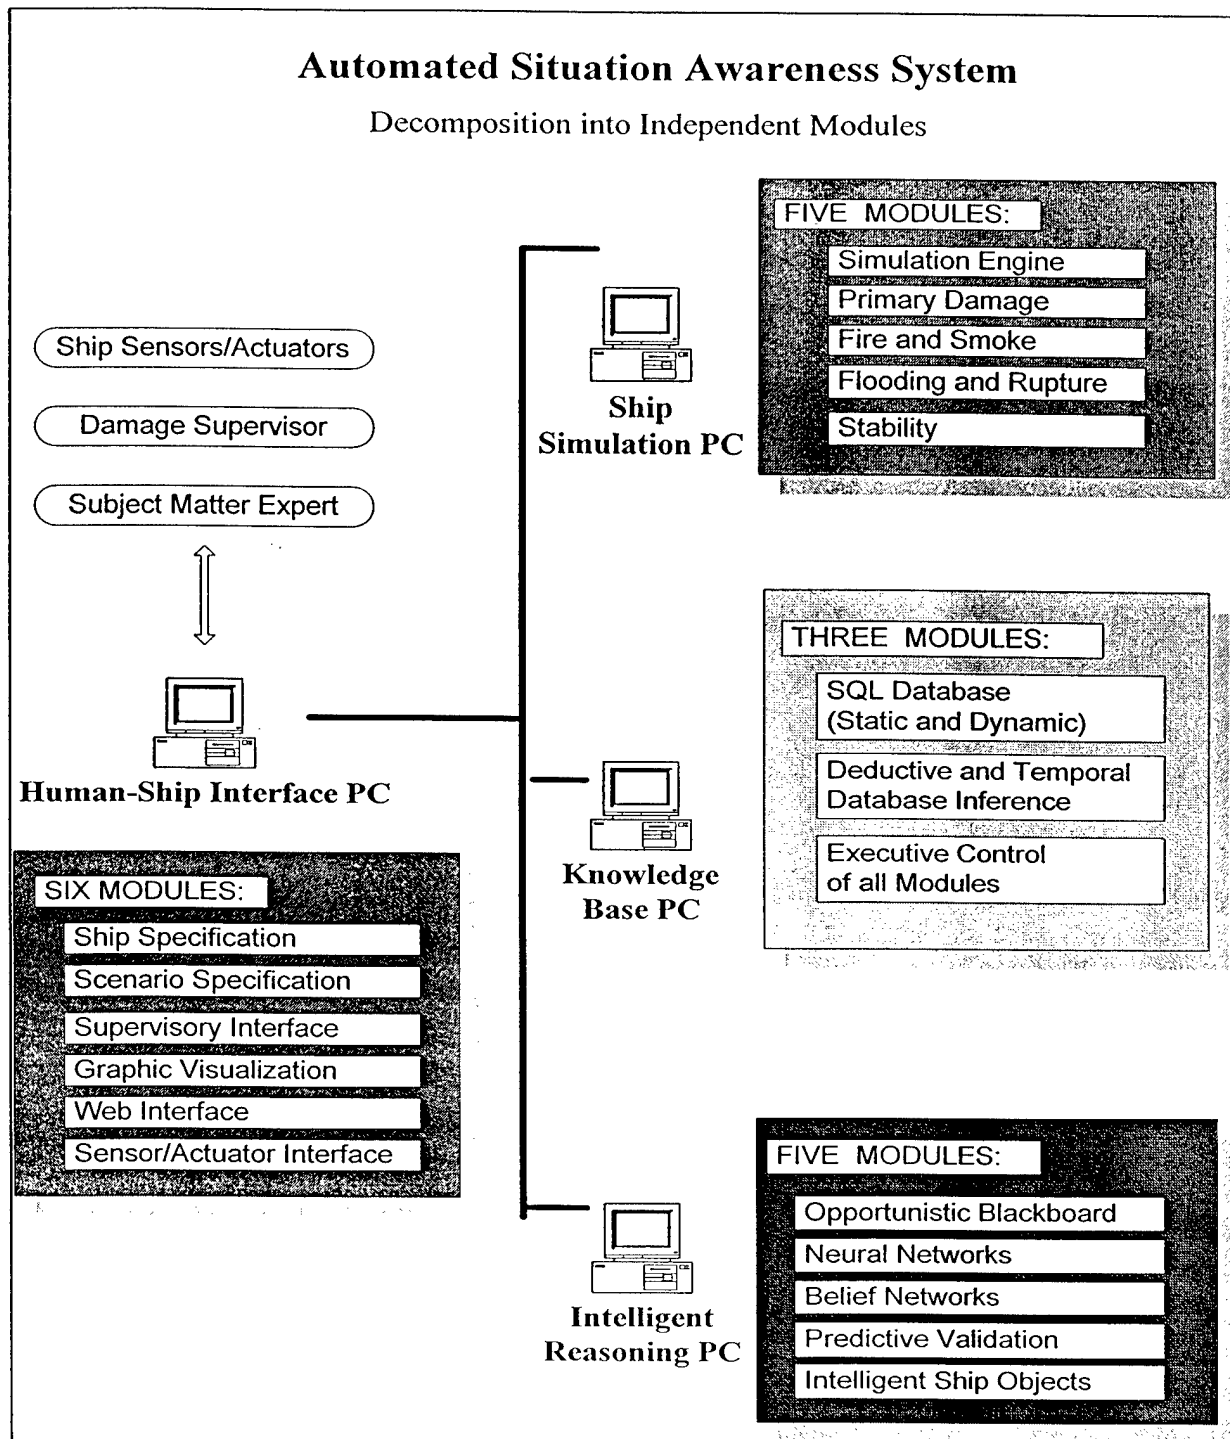 Automated Situation Awareness System
Decomposition into Independent Modules
Ship Sensors/Actuators
Damage Supervisor
Subject Matter Expert
Human-Ship Interface PC
SIX MODULES:
Ship Specification
Scenario Specification
Supervisory Interface
Graphic Visualization
Web Interface
Sensor/Actuator Interface
Ship
Simulation PC
FIVE MODULES:
Simulation Engine
Primary Damage
Fire and Smoke
Flooding and Rupture
Stability
Knowledge
Base PC
THREE MODULES:
SQL Database
(Static and Dynamic)
Deductive and Temporal
Database Inference
Executive Control
of all Modules
Intelligent
Reasoning PC
FIVE MODULES:
Opportunistic Blackboard
Neural Networks
Belief Networks
Predictive Validation
Intelligent Ship Objects